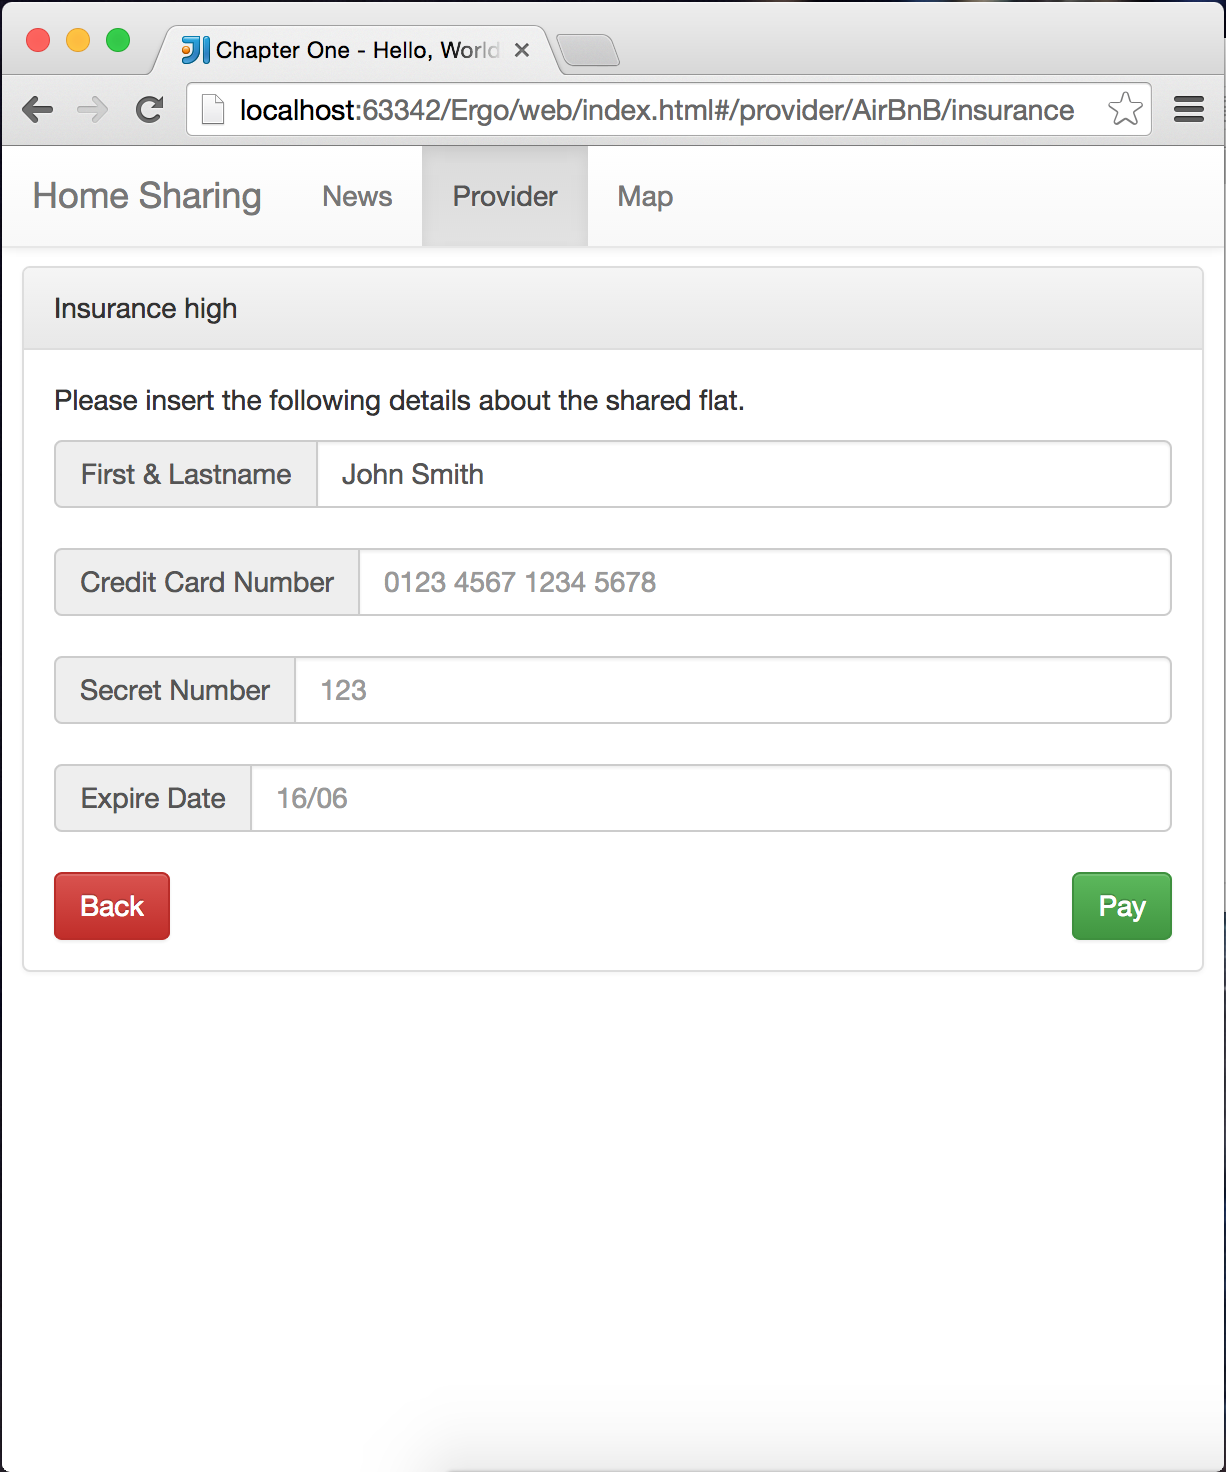 Chapter One - Hello, World
localhost:63342/Ergo/web/index.html#/provider/AirBnB/insurance
Home Sharing News Provider Map
Insurance high
Please insert the following details about the shared flat.
First & Lastname John Smith
Credit Card Number 0123 4567 1234 5678
Secret Number 123
Expire Date 16/06
Back Pay